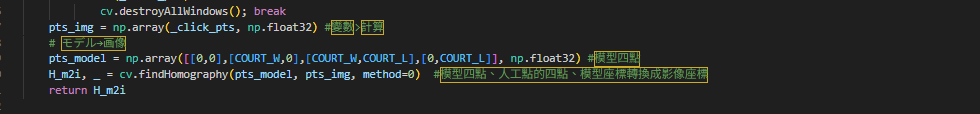 cv.destroyAllWindows(); break
pts_img = np.array(_click_pts, np.float32) #變數>計算
# モデル→画像
pts_model = np.array([[0,0],[COURT_W,0],[COURT_W,COURT_L],[0,COURT_L]], np.float32) #模型四點
H_m2i, _ = cv.findHomography(pts_model, pts_img, method=0) #模型四點、人工點的四點、模型座標轉換成影像座標
return H_m2i